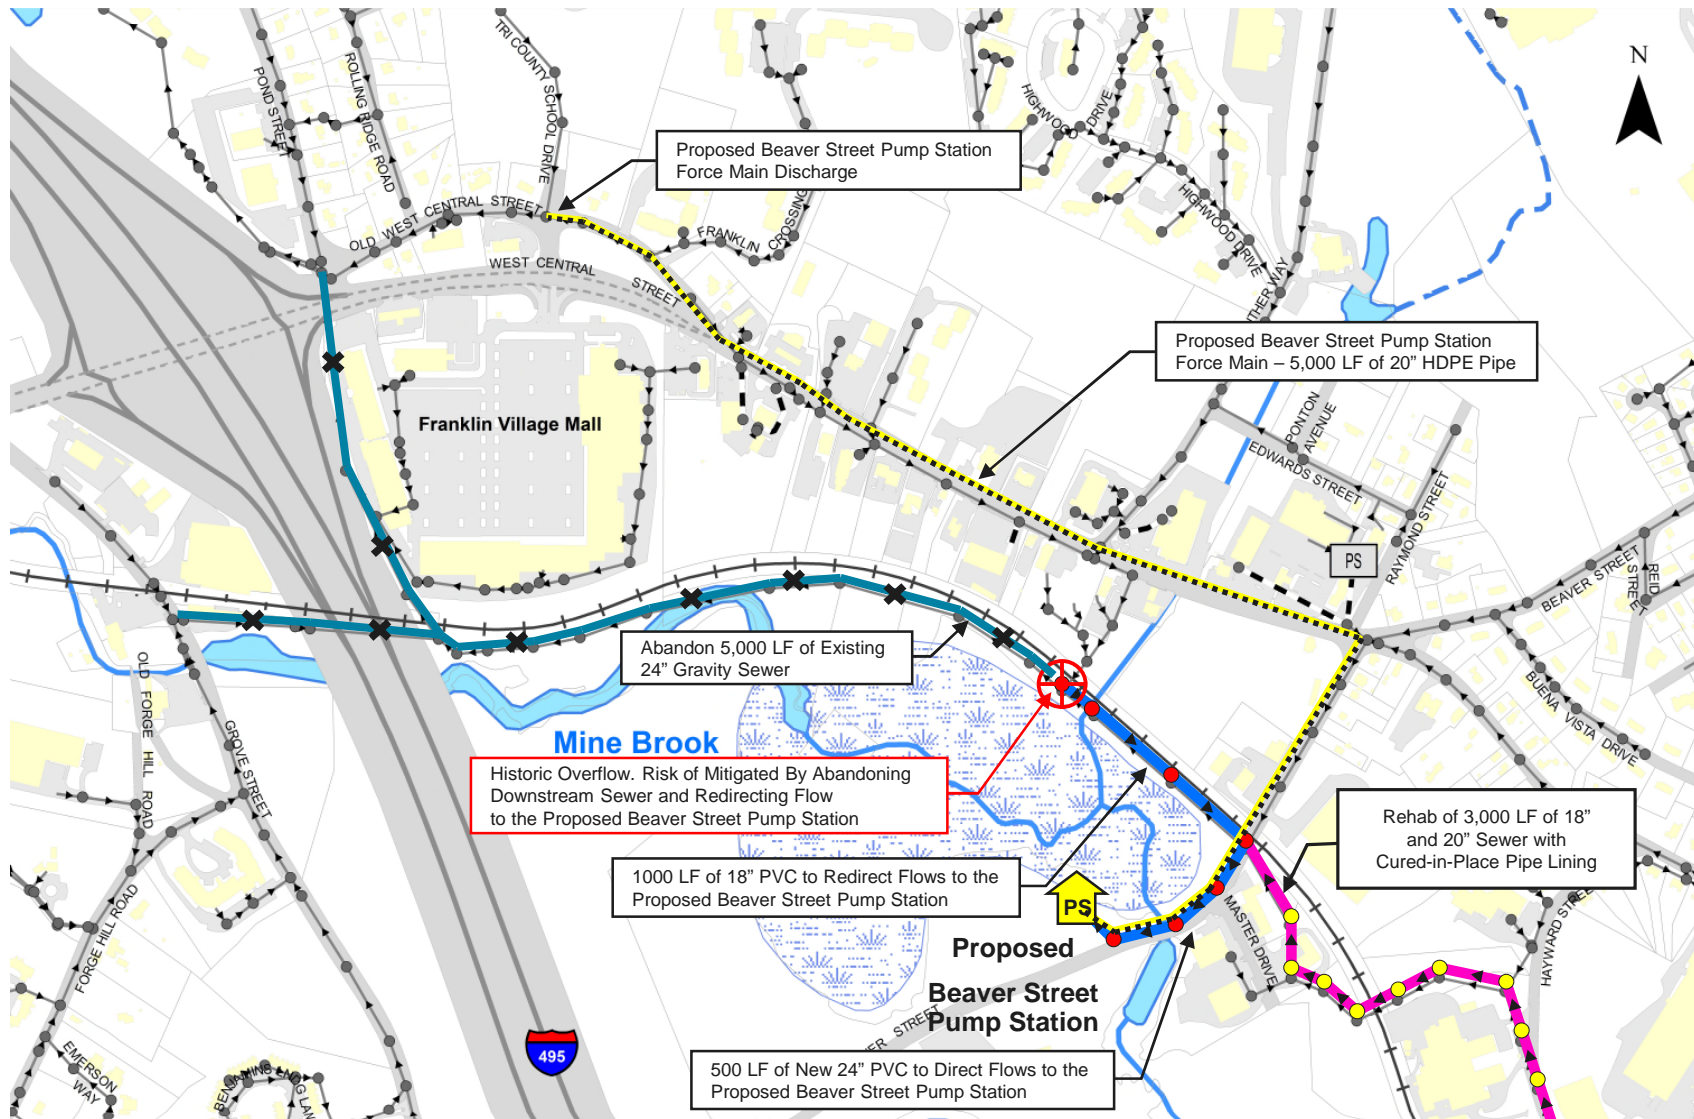 N
TRI COUNTY SCHOOL DRIVE
ROLLING RIDGE ROAD
POND STREET
HIGHWOOD DRIVE
Proposed Beaver Street Pump Station
Force Main Discharge
HIGHWOOD DRIVE
OLD WEST CENTRAL STREET
FRANKLIN CROSSING
WEST CENTRAL STREET
Proposed Beaver Street Pump Station
Force Main – 5,000 LF of 20” HDPE Pipe
Franklin Village Mall
PONTON
AVENUE
EDWARDS STREET
RAYMOND STREET
PS
BEAVER STREET
REID
STREET
Abandon 5,000 LF of Existing
24” Gravity Sewer
BUENA VISTA DRIVE
OLD FORGE HILL ROAD
GROVE STREET
Mine Brook
Historic Overflow. Risk of Mitigated By Abandoning
Downstream Sewer and Redirecting Flow
to the Proposed Beaver Street Pump Station
Rehab of 3,000 LF of 18”
and 20” Sewer with
Cured-in-Place Pipe Lining
1000 LF of 18” PVC to Redirect Flows to the
Proposed Beaver Street Pump Station
PS
MASTER DRIVE
FORGE HILL ROAD
Proposed
Beaver Street
Pump Station
STREET
495
EMERSON
WAY
500 LF of New 24” PVC to Direct Flows to the
Proposed Beaver Street Pump Station